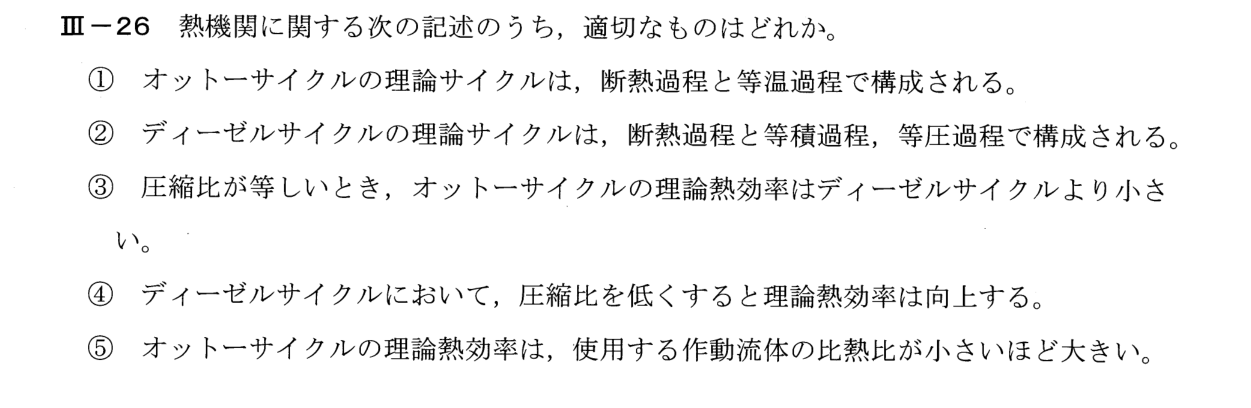 Ⅲ－26　熱機関に関する次の記述のうち，適切なものはどれか。
①　オットーサイクルの理論サイクルは，断熱過程と等温過程で構成される。
②　ディーゼルサイクルの理論サイクルは，断熱過程と等積過程，等圧過程で構成される。
③　圧縮比が等しいとき，オットーサイクルの理論熱効率はディーゼルサイクルより小さ
い。
④　ディーゼルサイクルにおいて，圧縮比を低くすると理論熱効率は向上する。
⑤　オットーサイクルの理論熱効率は，使用する作動流体の比熱比が小さいほど大きい。